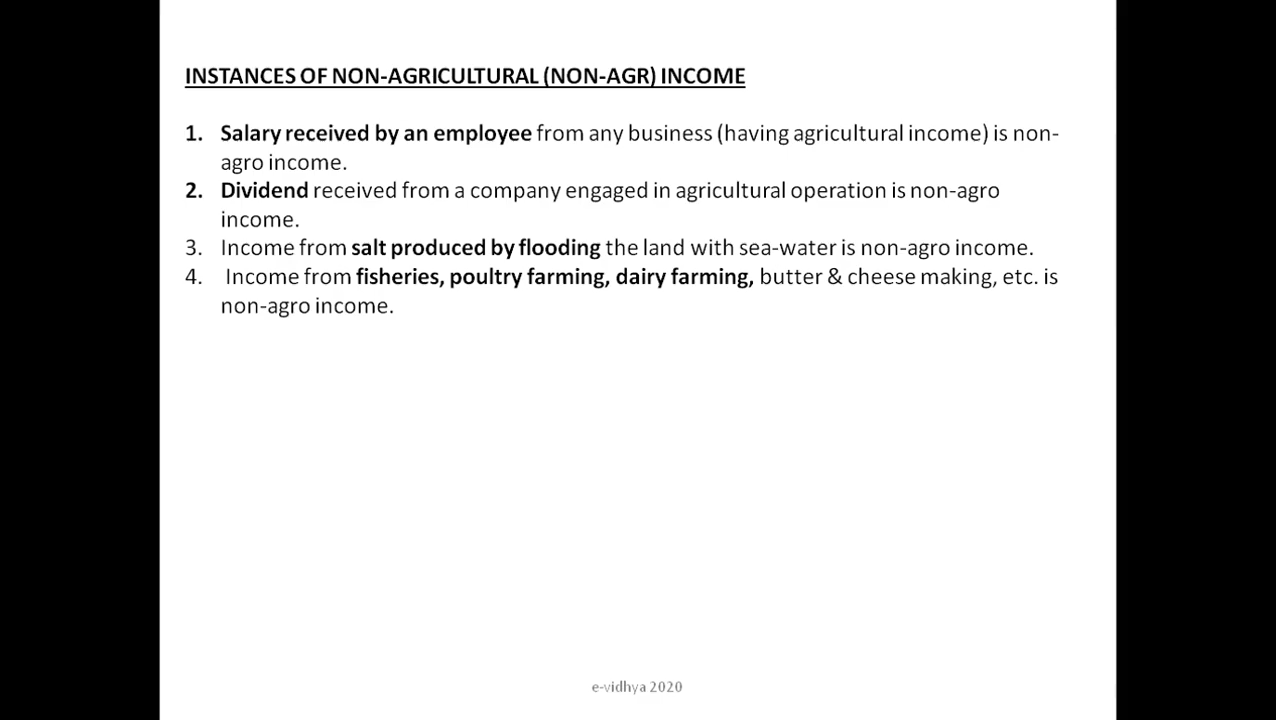 INSTANCES OF NON-AGRICULTURAL (NON-AGR) INCOME
1. Salary received by an employee from any business (having agricultural income) is non-
agro income.
2. Dividend received from a company engaged in agricultural operation is non-agro
income.
3. Income from salt produced by flooding the land with sea-water is non-agro income.
4. Income from fisheries, poultry farming, dairy farming, butter & cheese making, etc. is
non-agro income.
e-vidhya 2020